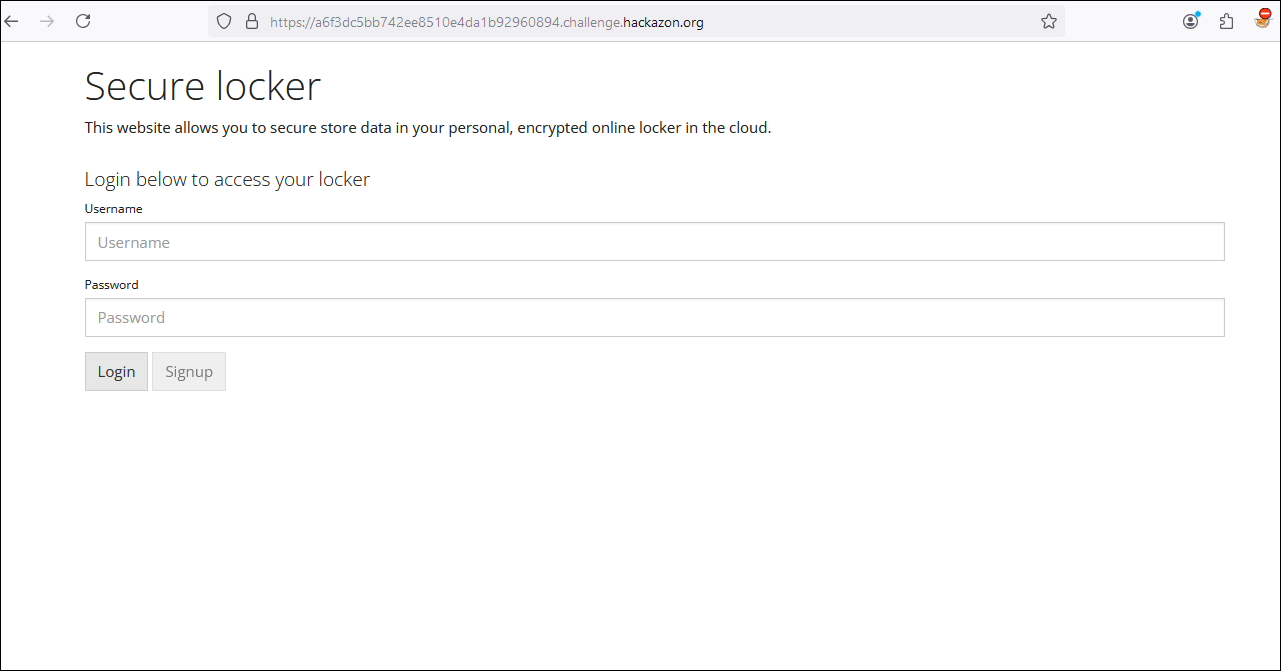 https://a6f3dc5bb742ee8510e4da1b92960894.challenge.hackazon.org
Secure locker
This website allows you to secure store data in your personal, encrypted online locker in the cloud.
Login below to access your locker
Username
Username
Password
Password
Login Signup